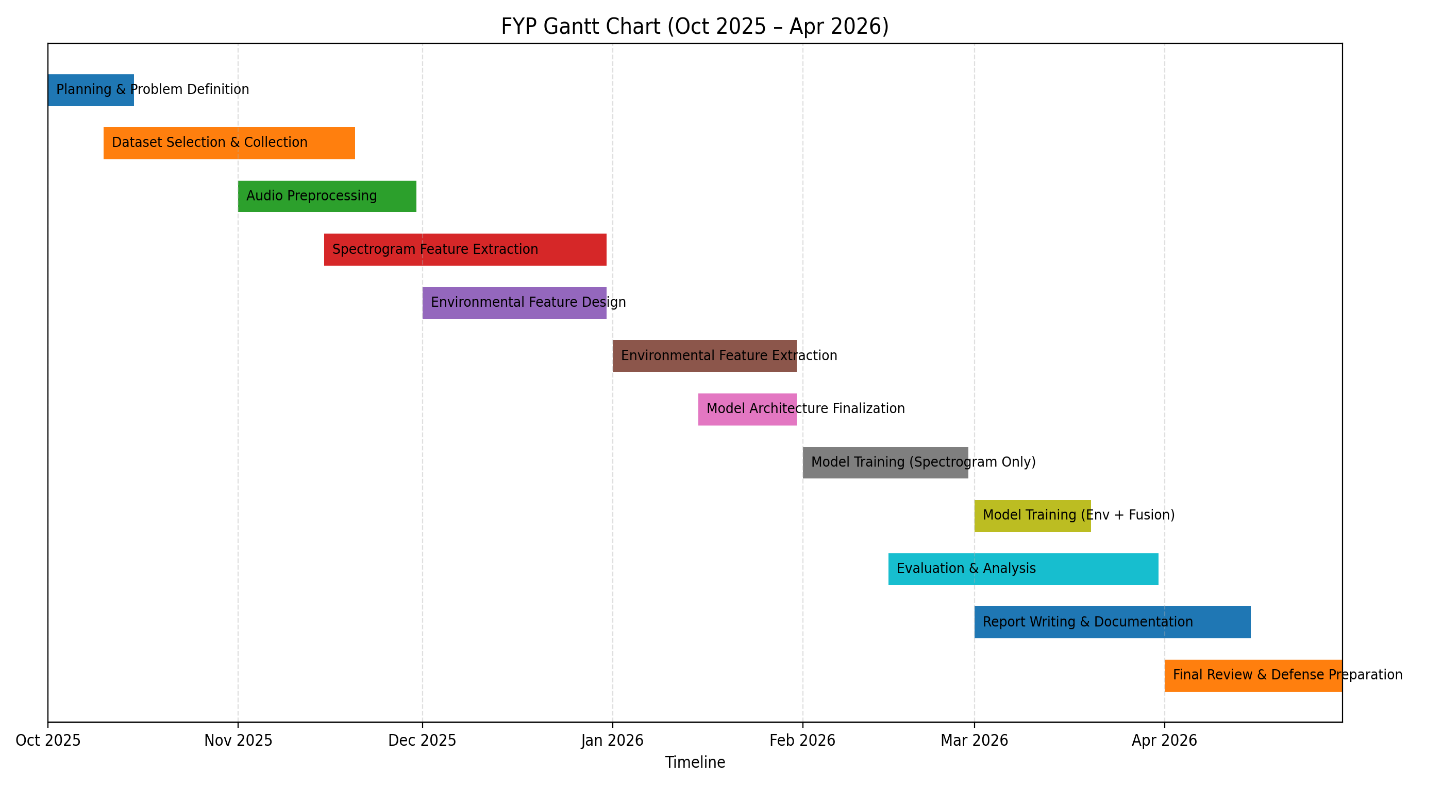 FYP Gantt Chart (Oct 2025 – Apr 2026)
Planning & Problem Definition
Dataset Selection & Collection
Audio Preprocessing
Spectrogram Feature Extraction
Environmental Feature Design
Environmental Feature Extraction
Model Architecture Finalization
Model Training (Spectrogram Only)
Model Training (Env + Fusion)
Evaluation & Analysis
Report Writing & Documentation
Final Review & Defense Preparation
Oct 2025 Nov 2025 Dec 2025 Jan 2026 Feb 2026 Mar 2026 Apr 2026
Timeline